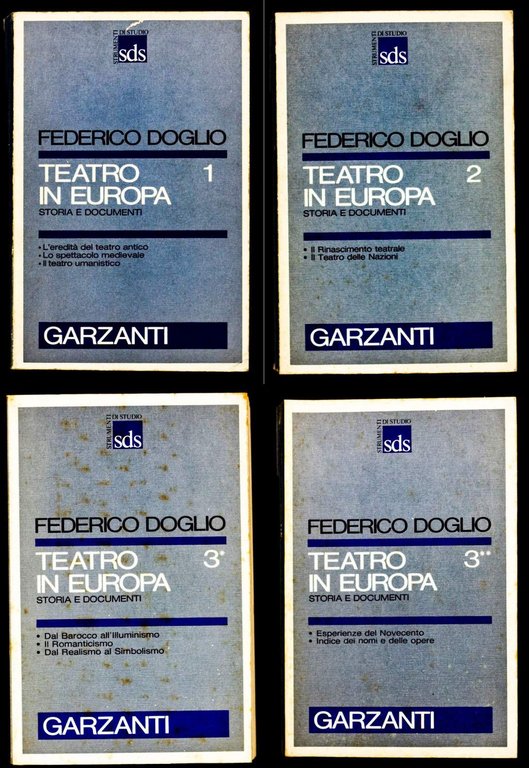 STRUMENTI
DI STUDIO
sds
FEDERICO DOGLIO
TEATRO 1
IN EUROPA
STORIA E DOCUMENTI
• L'eredità del teatro antico
• Lo spettacolo medievale
• Il teatro umanistico
GARZANTI
STRUMENTI
DI STUDIO
sds
FEDERICO DOGLIO
TEATRO 2
IN EUROPA
STORIA E DOCUMENTI
• Il Rinascimento teatrale
• Il Teatro delle Nazioni
GARZANTI
STRUMENTI
DI STUDIO
sds
FEDERICO DOGLIO
TEATRO 3*
IN EUROPA
STORIA E DOCUMENTI
• Dal Barocco all'Illuminismo
• Il Romanticismo
• Dal Realismo al Simbolismo
GARZANTI
STRUMENTI
DI STUDIO
sds
FEDERICO DOGLIO
TEATRO 3**
IN EUROPA
STORIA E DOCUMENTI
• Esperienze del Novecento
• Indice dei nomi e delle opere
GARZANTI